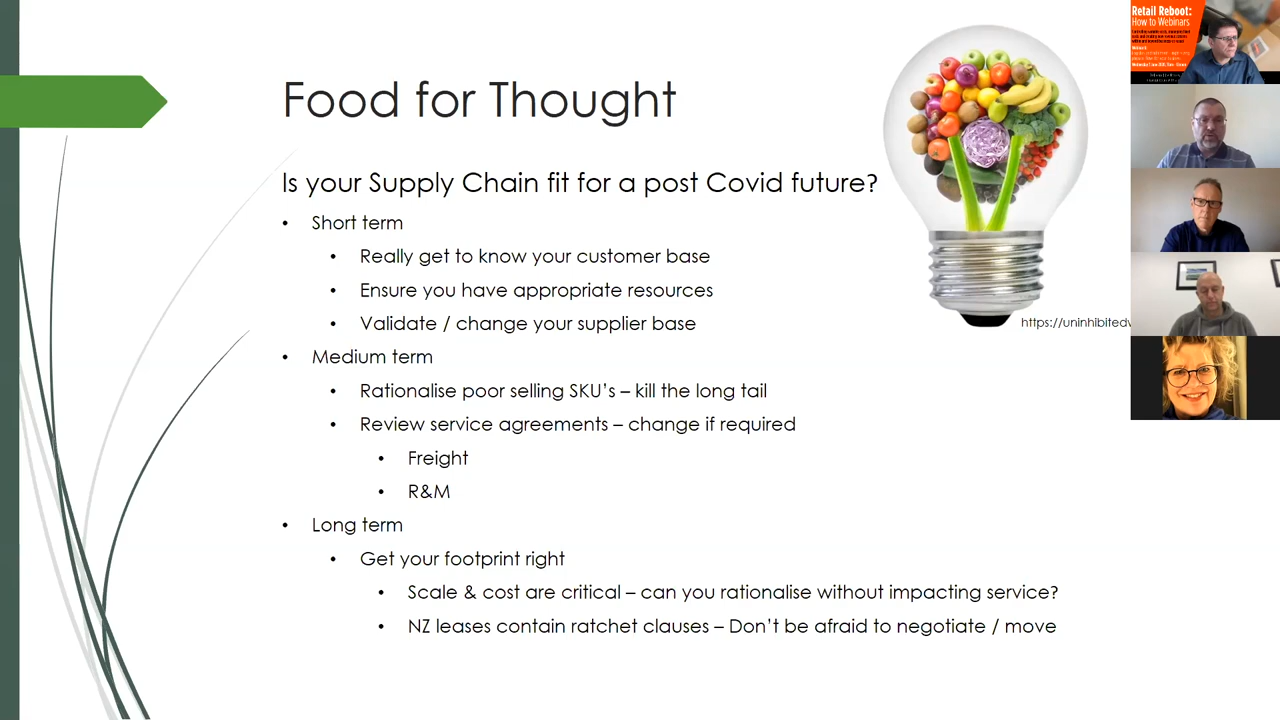 Food for Thought
Is your Supply Chain fit for a post Covid future?
• Short term
• Really get to know your customer base
• Ensure you have appropriate resources
• Validate / change your supplier base
• Medium term
• Rationalise poor selling SKU's – kill the long tail
• Review service agreements – change if required
• Freight
• R&M
• Long term
• Get your footprint right
• Scale & cost are critical – can you rationalise without impacting service?
• NZ leases contain ratchet clauses – Don't be afraid to negotiate / move
https://uninhibitedw
Retail Reboot:
How to Webinars